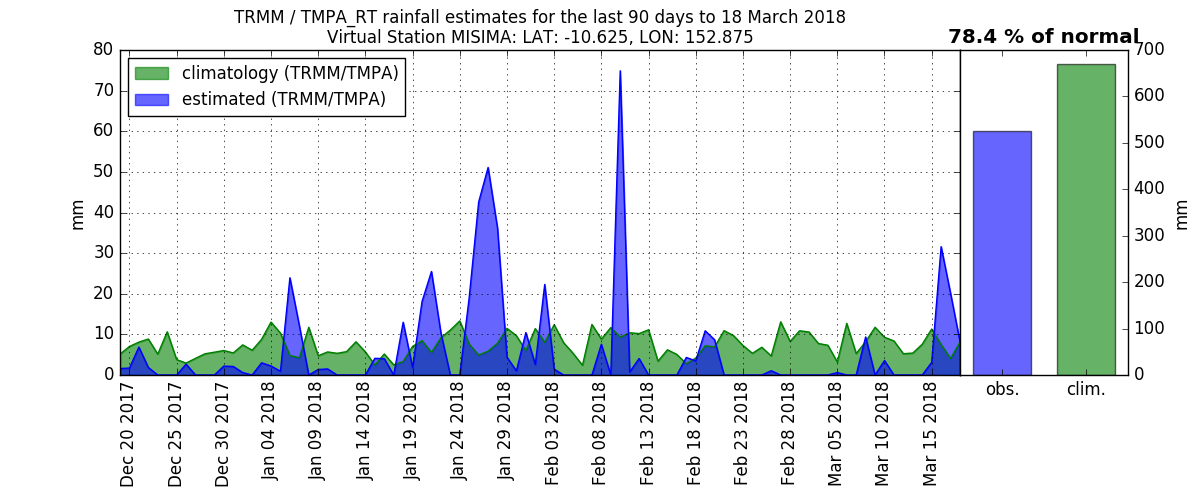 TRMM / TMPA_RT rainfall estimates for the last 90 days to 18 March 2018
Virtual Station MISIMA: LAT: -10.625, LON: 152.875
78.4 % of normal
climatology (TRMM/TMPA)
estimated (TRMM/TMPA)
80
70
60
50
40
30
20
10
0
mm
Dec 20 2017
Dec 25 2017
Dec 30 2017
Jan 04 2018
Jan 09 2018
Jan 14 2018
Jan 19 2018
Jan 24 2018
Jan 29 2018
Feb 03 2018
Feb 08 2018
Feb 13 2018
Feb 18 2018
Feb 23 2018
Feb 28 2018
Mar 05 2018
Mar 10 2018
Mar 15 2018
obs.
clim.
700
600
500
400
300
200
100
0
mm